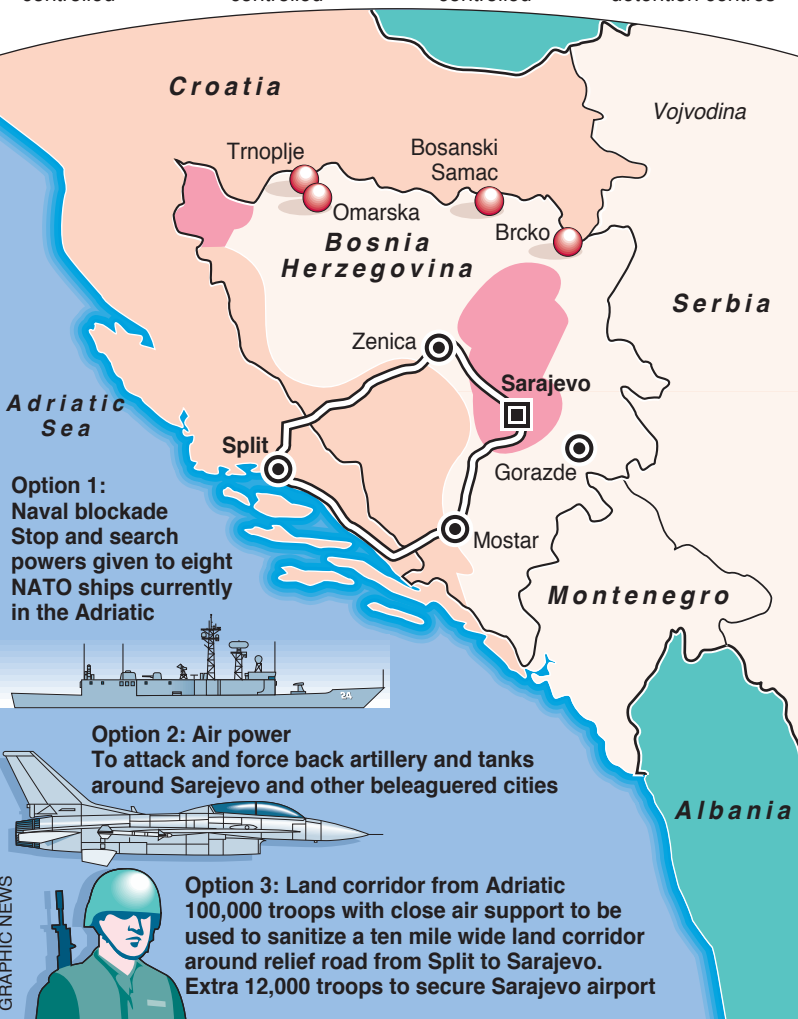 controlled controlled controlled detention centres
Croatia
Vojvodina
Trnoplje
Bosanski
Samac
Omarska
Brcko
Bosnia
Herzegovina
Serbia
Zenica
Sarajevo
Adriatic
Sea
Split
Gorazde
Mostar
Montenegro
Albania
Option 1:
Naval blockade
Stop and search
powers given to eight
NATO ships currently
in the Adriatic
24
Option 2: Air power
To attack and force back artillery and tanks
around Sarejevo and other beleaguered cities
Option 3: Land corridor from Adriatic
100,000 troops with close air support to be
used to sanitize a ten mile wide land corridor
around relief road from Split to Sarajevo.
Extra 12,000 troops to secure Sarajevo airport
GRAPHIC NEWS